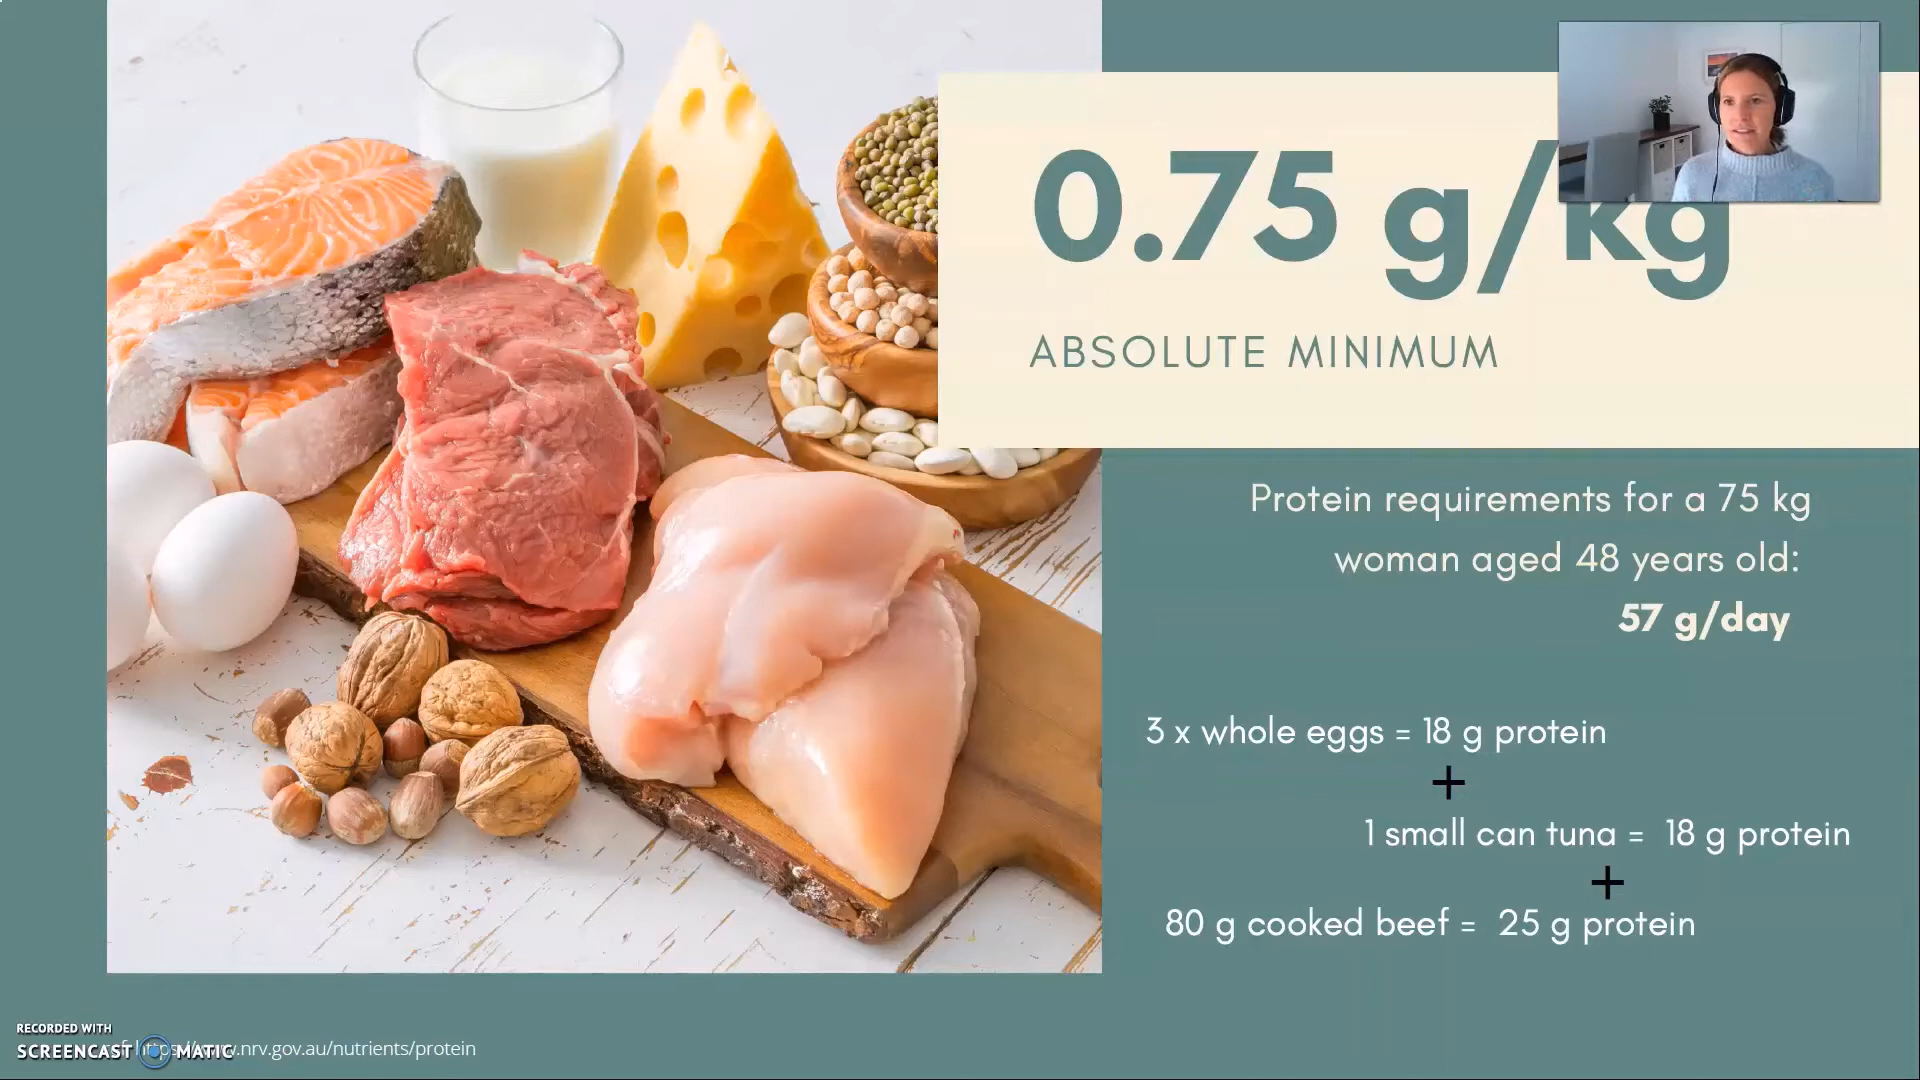 0.75 g/kg
ABSOLUTE MINIMUM
Protein requirements for a 75 kg
woman aged 48 years old:
57 g/day
3 x whole eggs = 18 g protein
+
1 small can tuna = 18 g protein
+
80 g cooked beef = 25 g protein
RECORDED WITH
SCREENCAST MATIC
nrv.gov.au/nutrients/protein